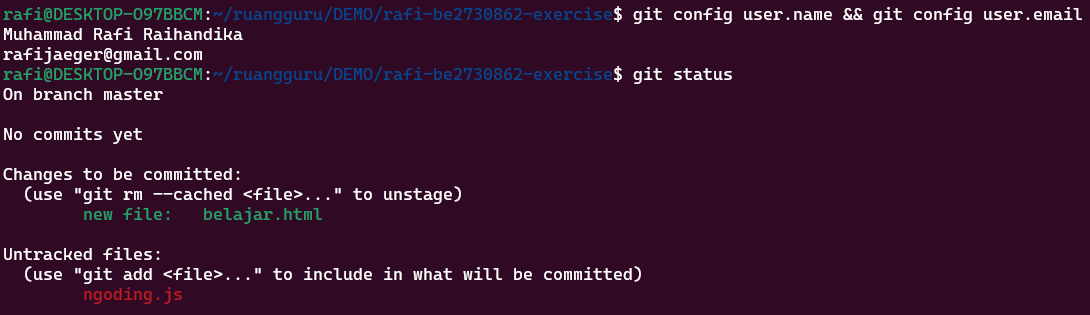 rafi@DESKTOP-O97BBCM:~/ruangguru/DEMO/rafi-be2730862-exercise$ git config user.name && git config user.email
Muhammad Rafi Raihandika
rafijaeger@gmail.com
rafi@DESKTOP-O97BBCM:~/ruangguru/DEMO/rafi-be2730862-exercise$ git status
On branch master
No commits yet
Changes to be committed:
(use "git rm --cached <file>..." to unstage)
new file: belajar.html
Untracked files:
(use "git add <file>..." to include in what will be committed)
ngoding.js